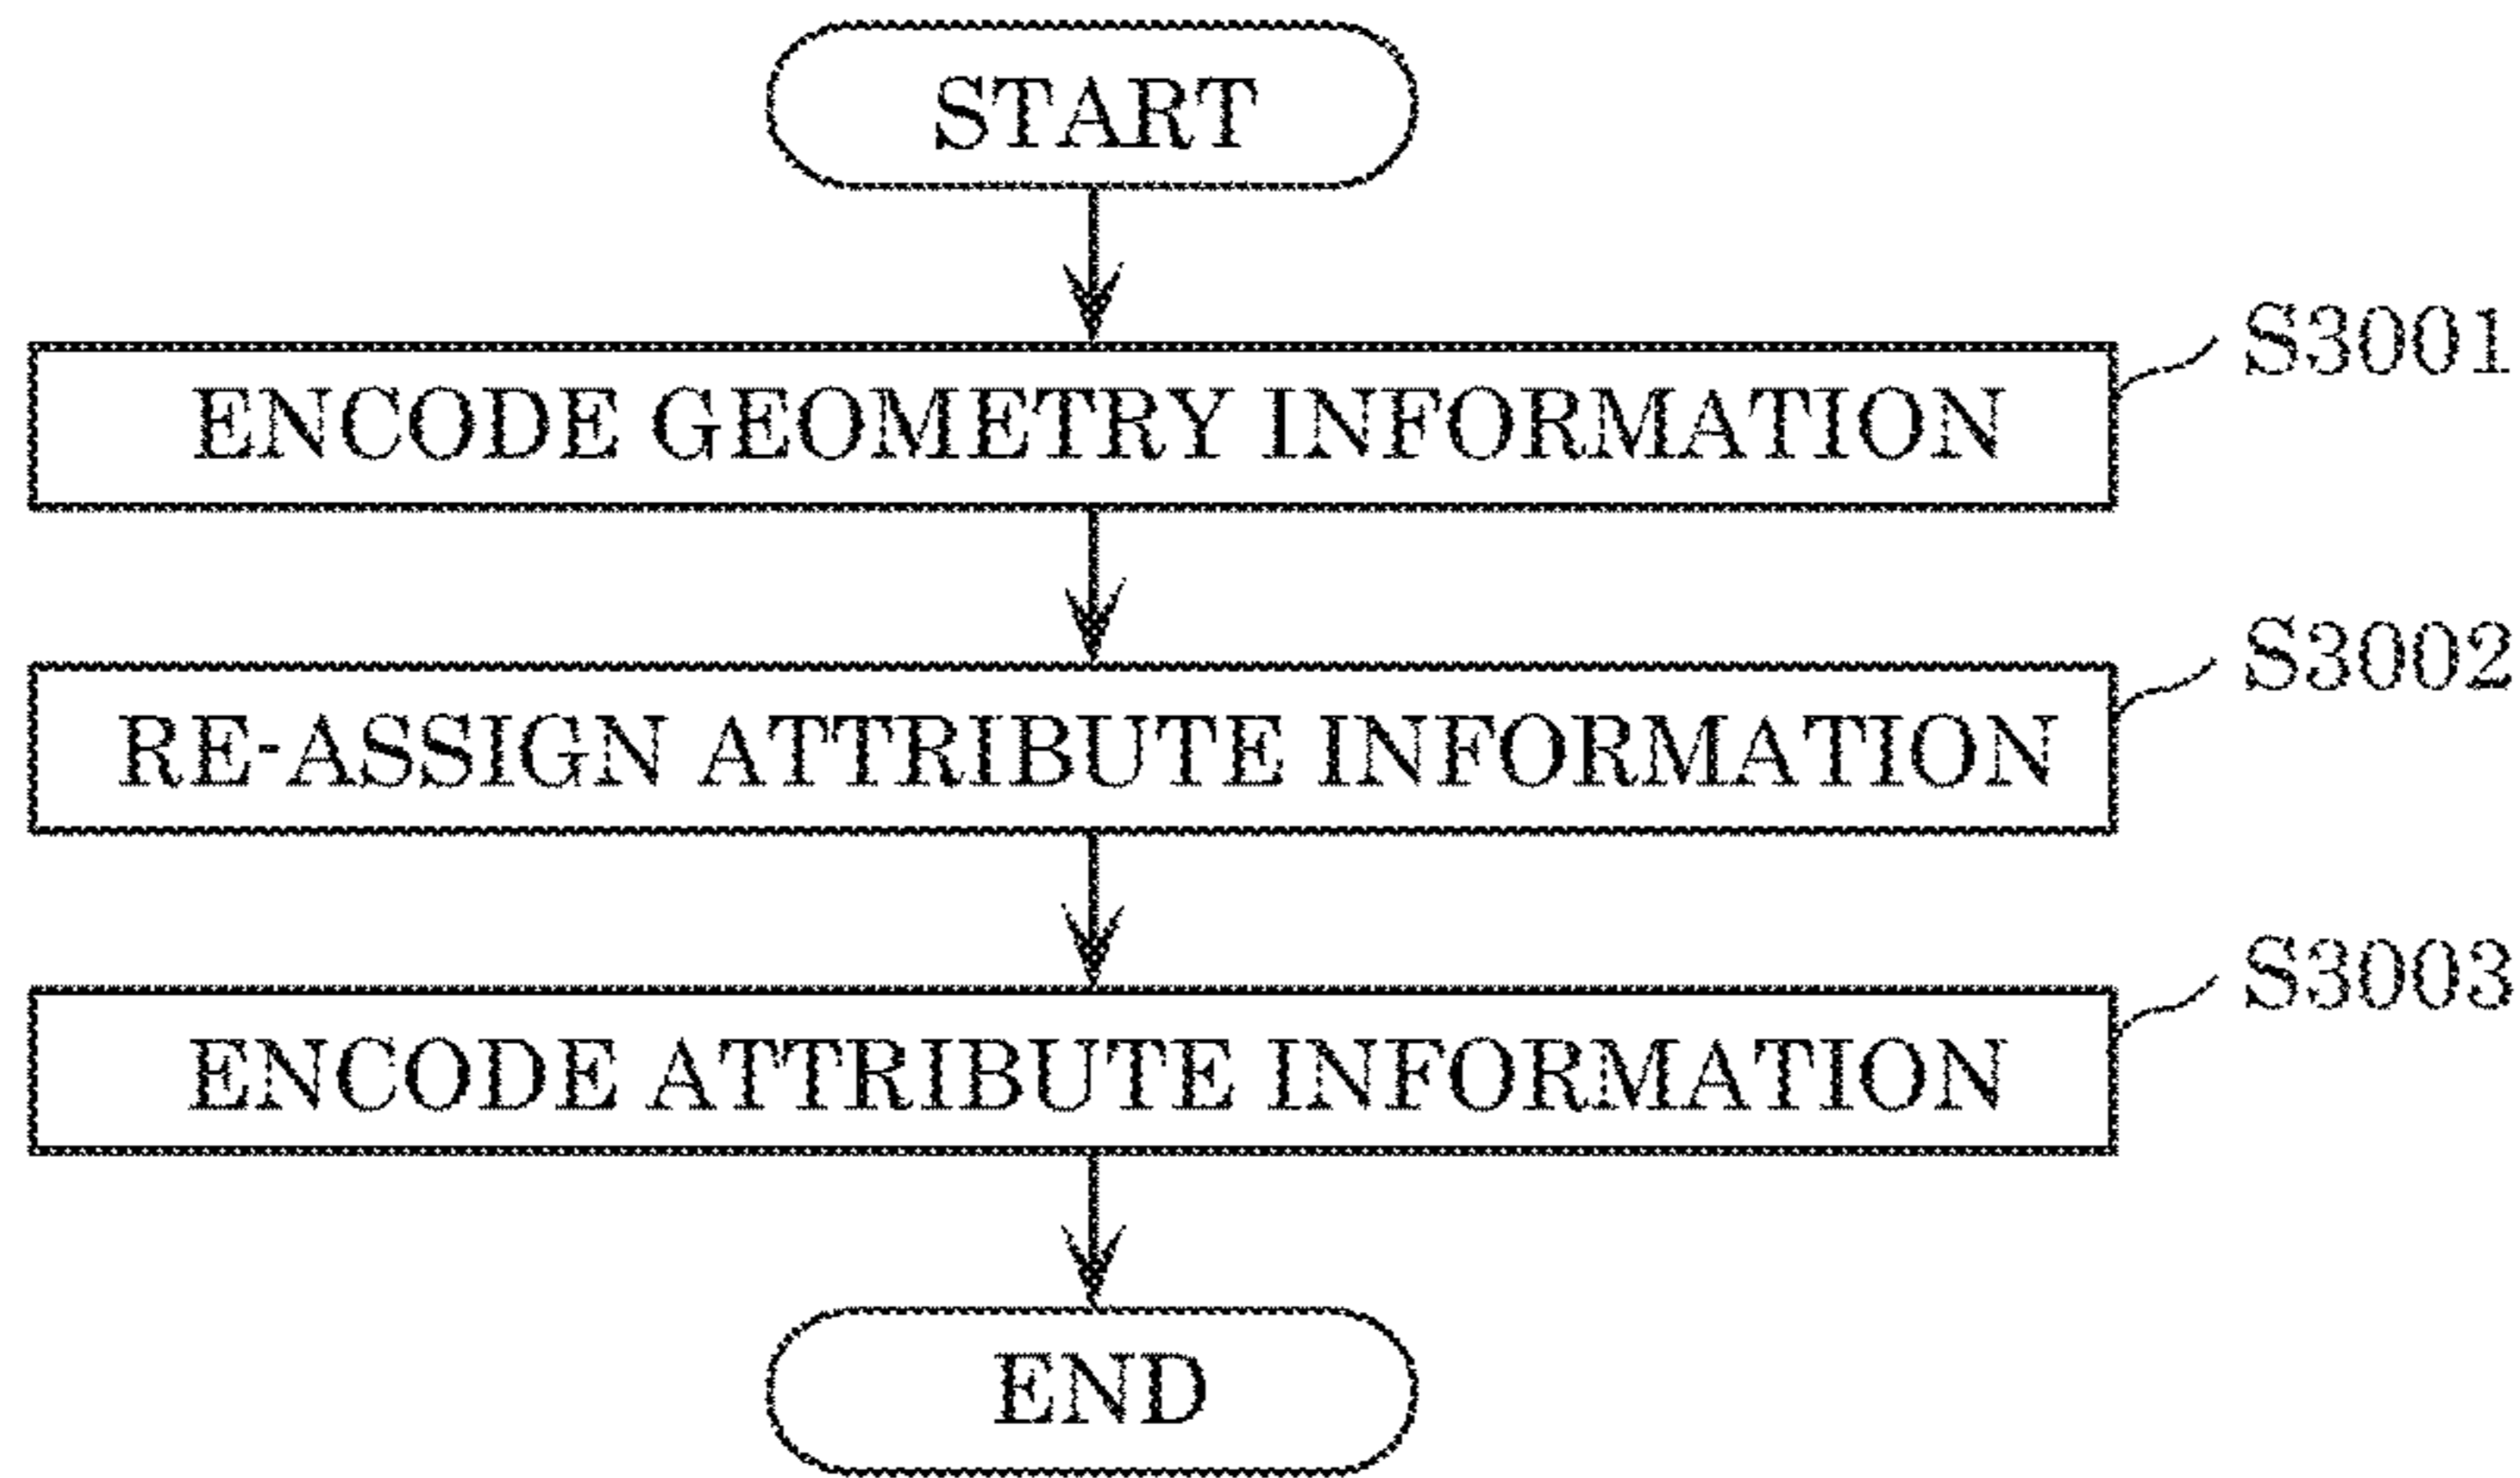 START
ENCODE GEOMETRY INFORMATION
S3001
RE-ASSIGN ATTRIBUTE INFORMATION
S3002
ENCODE ATTRIBUTE INFORMATION
S3003
END